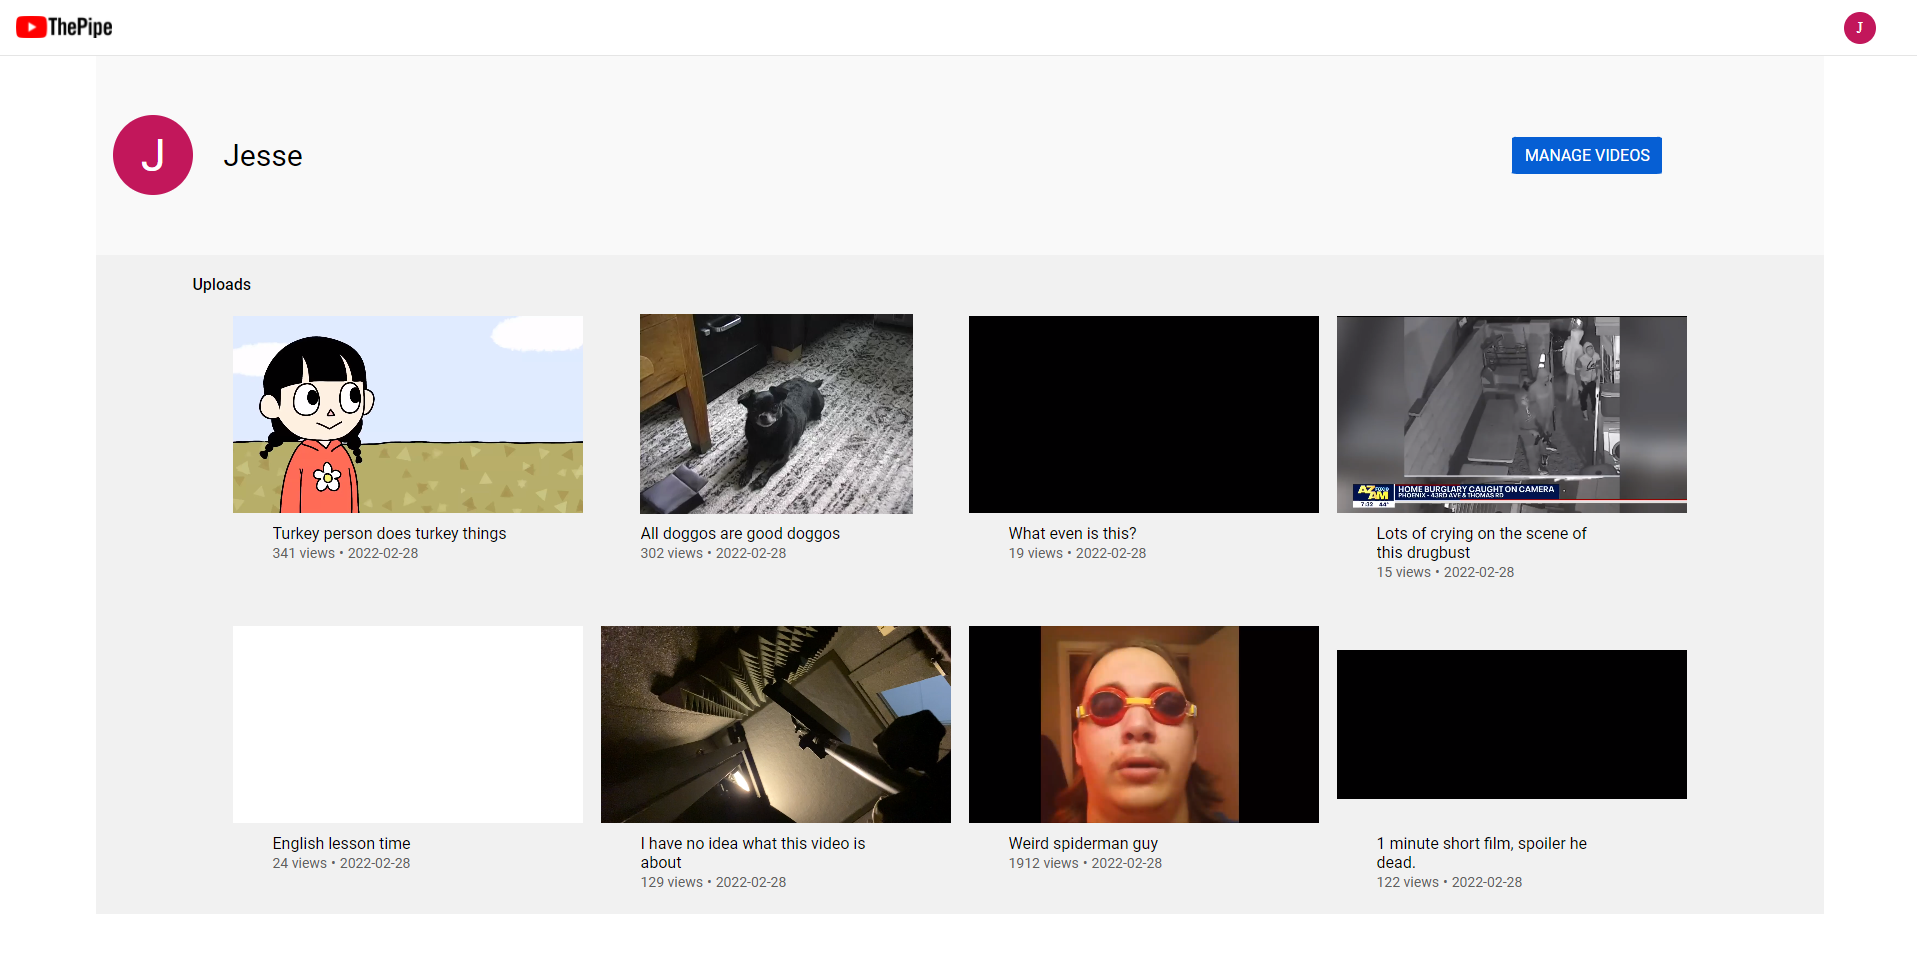 ThePipe
J
J
Jesse
MANAGE VIDEOS
Uploads
AZ AM
HOME BURGLARY CAUGHT ON CAMERA
PHOENIX - 43RD AVE & THOMAS RD
7:32 44°
Turkey person does turkey things
341 views • 2022-02-28
All doggos are good doggos
302 views • 2022-02-28
What even is this?
19 views • 2022-02-28
Lots of crying on the scene of
this drugbust
15 views • 2022-02-28
English lesson time
24 views • 2022-02-28
I have no idea what this video is
about
129 views • 2022-02-28
Weird spiderman guy
1912 views • 2022-02-28
1 minute short film, spoiler he
dead.
122 views • 2022-02-28